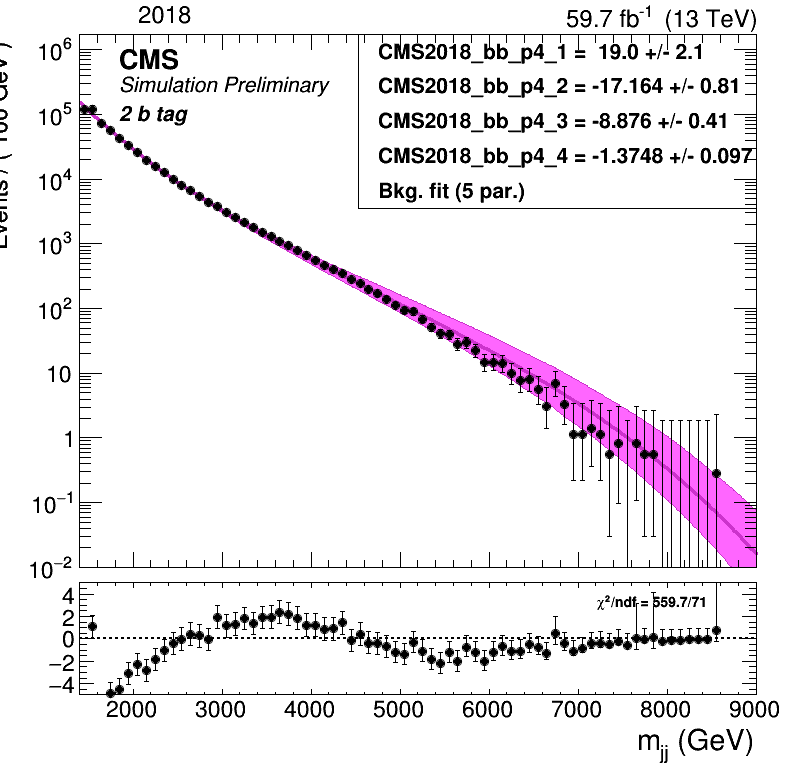 2018
59.7 fb⁻¹ (13 TeV)
CMS
Simulation Preliminary
2 b tag
CMS2018_bb_p4_1 = 19.0 +/- 2.1
CMS2018_bb_p4_2 = -17.164 +/- 0.81
CMS2018_bb_p4_3 = -8.876 +/- 0.41
CMS2018_bb_p4_4 = -1.3748 +/- 0.097
Bkg. fit (5 par.)
Events / ( 100 GeV )
10⁶
10⁵
10⁴
10³
10²
10
1
10⁻¹
10⁻²
χ²/ndf = 559.7/71
4
2
0
−2
−4
2000 3000 4000 5000 6000 7000 8000 9000
m_jj (GeV)